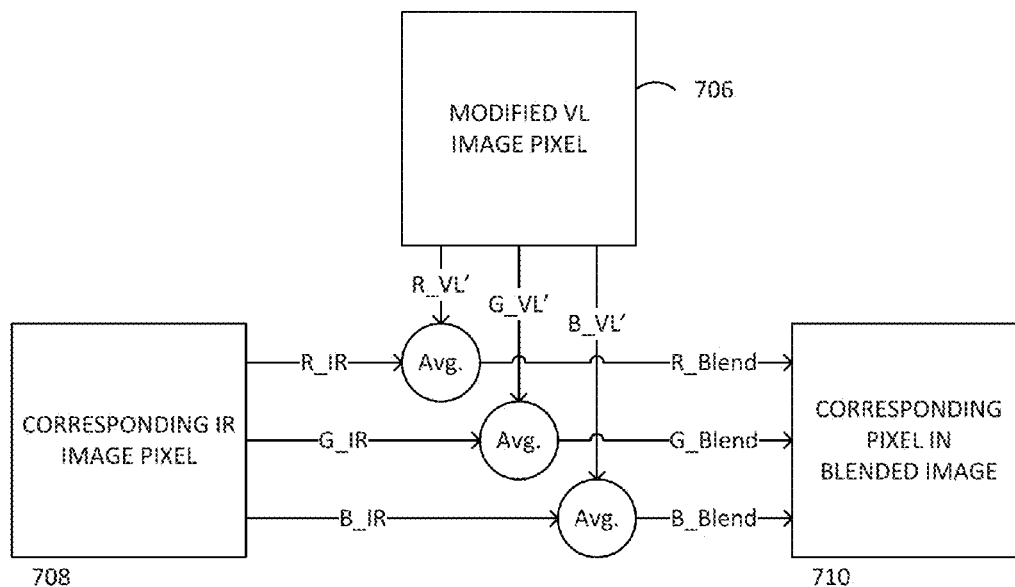 MODIFIED VL
IMAGE PIXEL
706
R_VL'
G_VL'
B_VL'
R_IR
Avg.
R_Blend
CORRESPONDING IR
IMAGE PIXEL
G_IR
Avg.
G_Blend
CORRESPONDING
PIXEL IN
BLENDED IMAGE
B_IR
Avg.
B_Blend
708
710